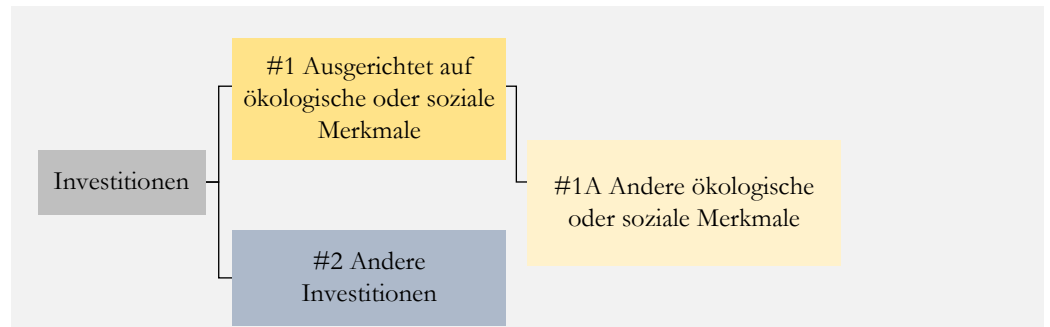 #1 Ausgerichtet auf
ökologische oder soziale
Merkmale
Investitionen
#1A Andere ökologische
oder soziale Merkmale
#2 Andere
Investitionen